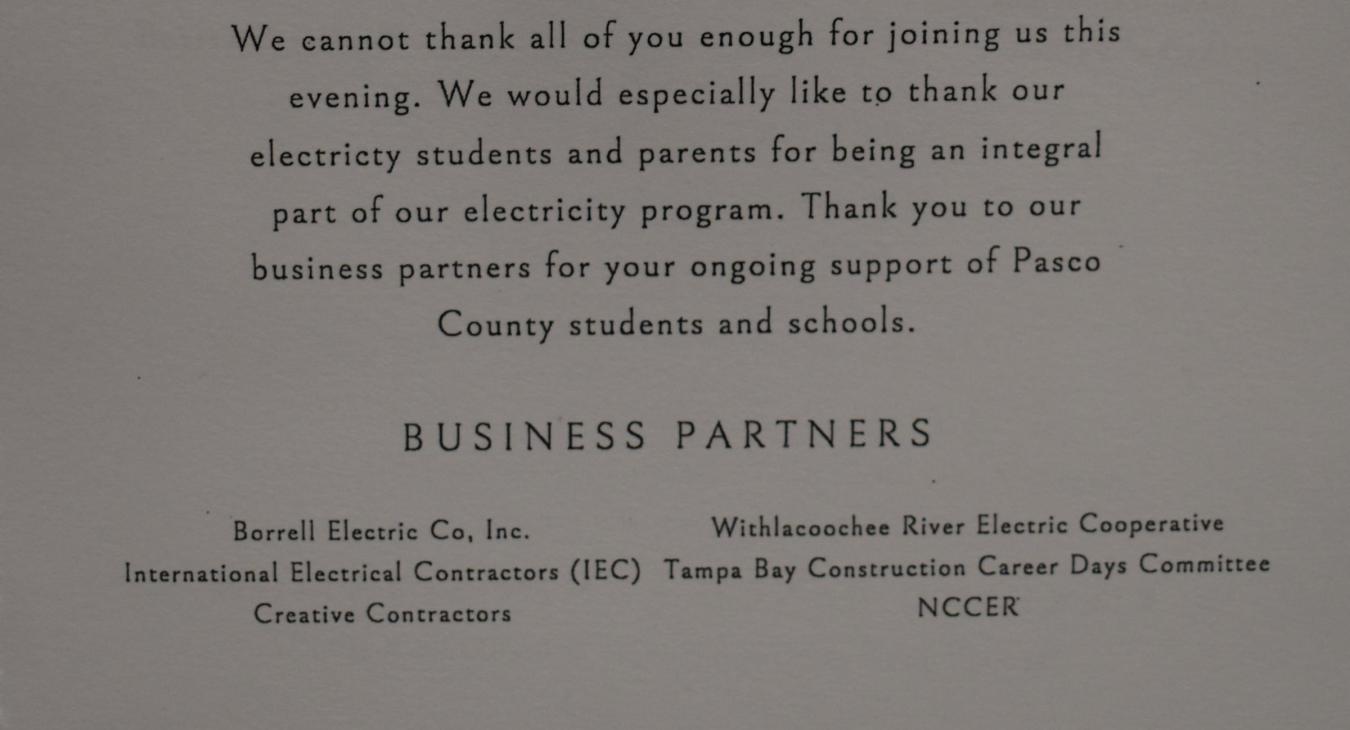 We cannot thank all of you enough for joining us this
evening. We would especially like to thank our
electricty students and parents for being an integral
part of our electricity program. Thank you to our
business partners for your ongoing support of Pasco
County students and schools.
BUSINESS PARTNERS
Borrell Electric Co, Inc.
International Electrical Contractors (IEC)
Creative Contractors
Withlacoochee River Electric Cooperative
Tampa Bay Construction Career Days Committee
NCCER